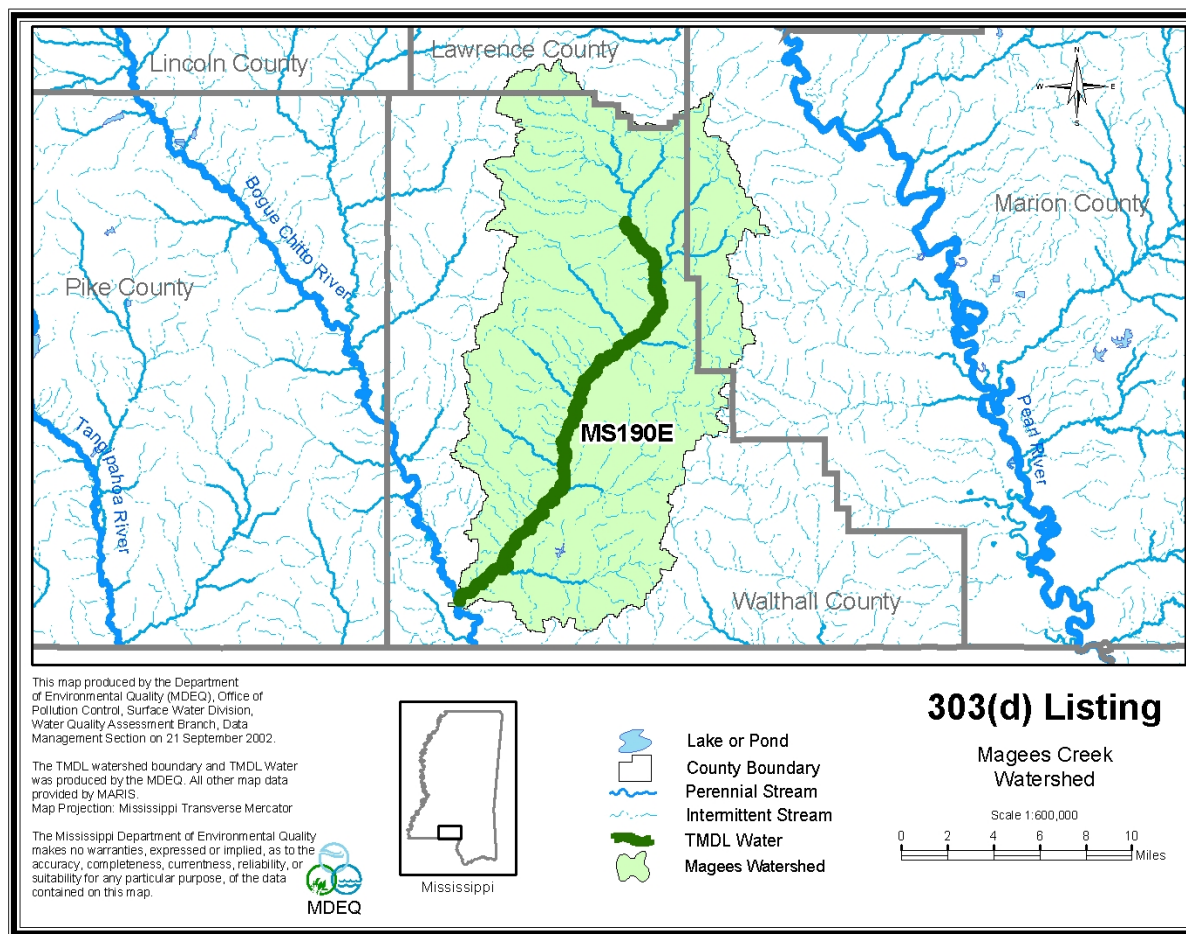 Lincoln County
Lawrence County
N
W
E
S
Bogue Chitto River
Marion County
Pike County
Tangipahoa River
MS190E
Pearl River
Walthall County
This map produced by the Department
of Environmental Quality (MDEQ), Office of
Pollution Control, Surface Water Division,
Water Quality Assessment Branch, Data
Management Section on 21 September 2002.
The TMDL watershed boundary and TMDL Water
was produced by the MDEQ. All other map data
provided by MARIS.
Map Projection: Mississippi Transverse Mercator
The Mississippi Department of Environmental Quality
makes no warranties, expressed or implied, as to the
accuracy, completeness, currentness, reliability, or
suitability for any particular purpose, of the data
contained on this map.
MDEQ
Mississippi
Lake or Pond
County Boundary
Perennial Stream
Intermittent Stream
TMDL Water
Magees Watershed
303(d) Listing
Magees Creek
Watershed
Scale 1:600,000
0 2 4 6 8 10
Miles